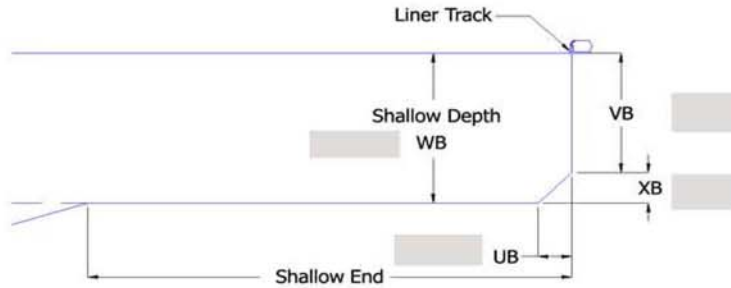 Liner Track
Shallow Depth
WB
VB
XB
UB
Shallow End